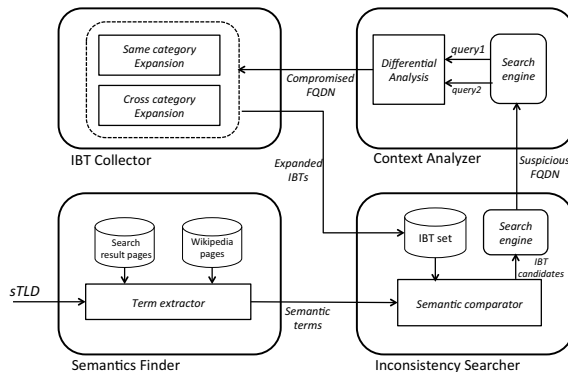 Same category
Expansion
Cross category
Expansion
IBT Collector
Compromised
FQDN
Differential
Analysis
query1
query2
Search
engine
Context Analyzer
Expanded
IBTs
Suspicious
FQDN
sTLD
Search
result pages
Wikipedia
pages
Term extractor
Semantics Finder
Semantic
terms
IBT set
Search
engine
IBT
candidates
Semantic comparator
Inconsistency Searcher